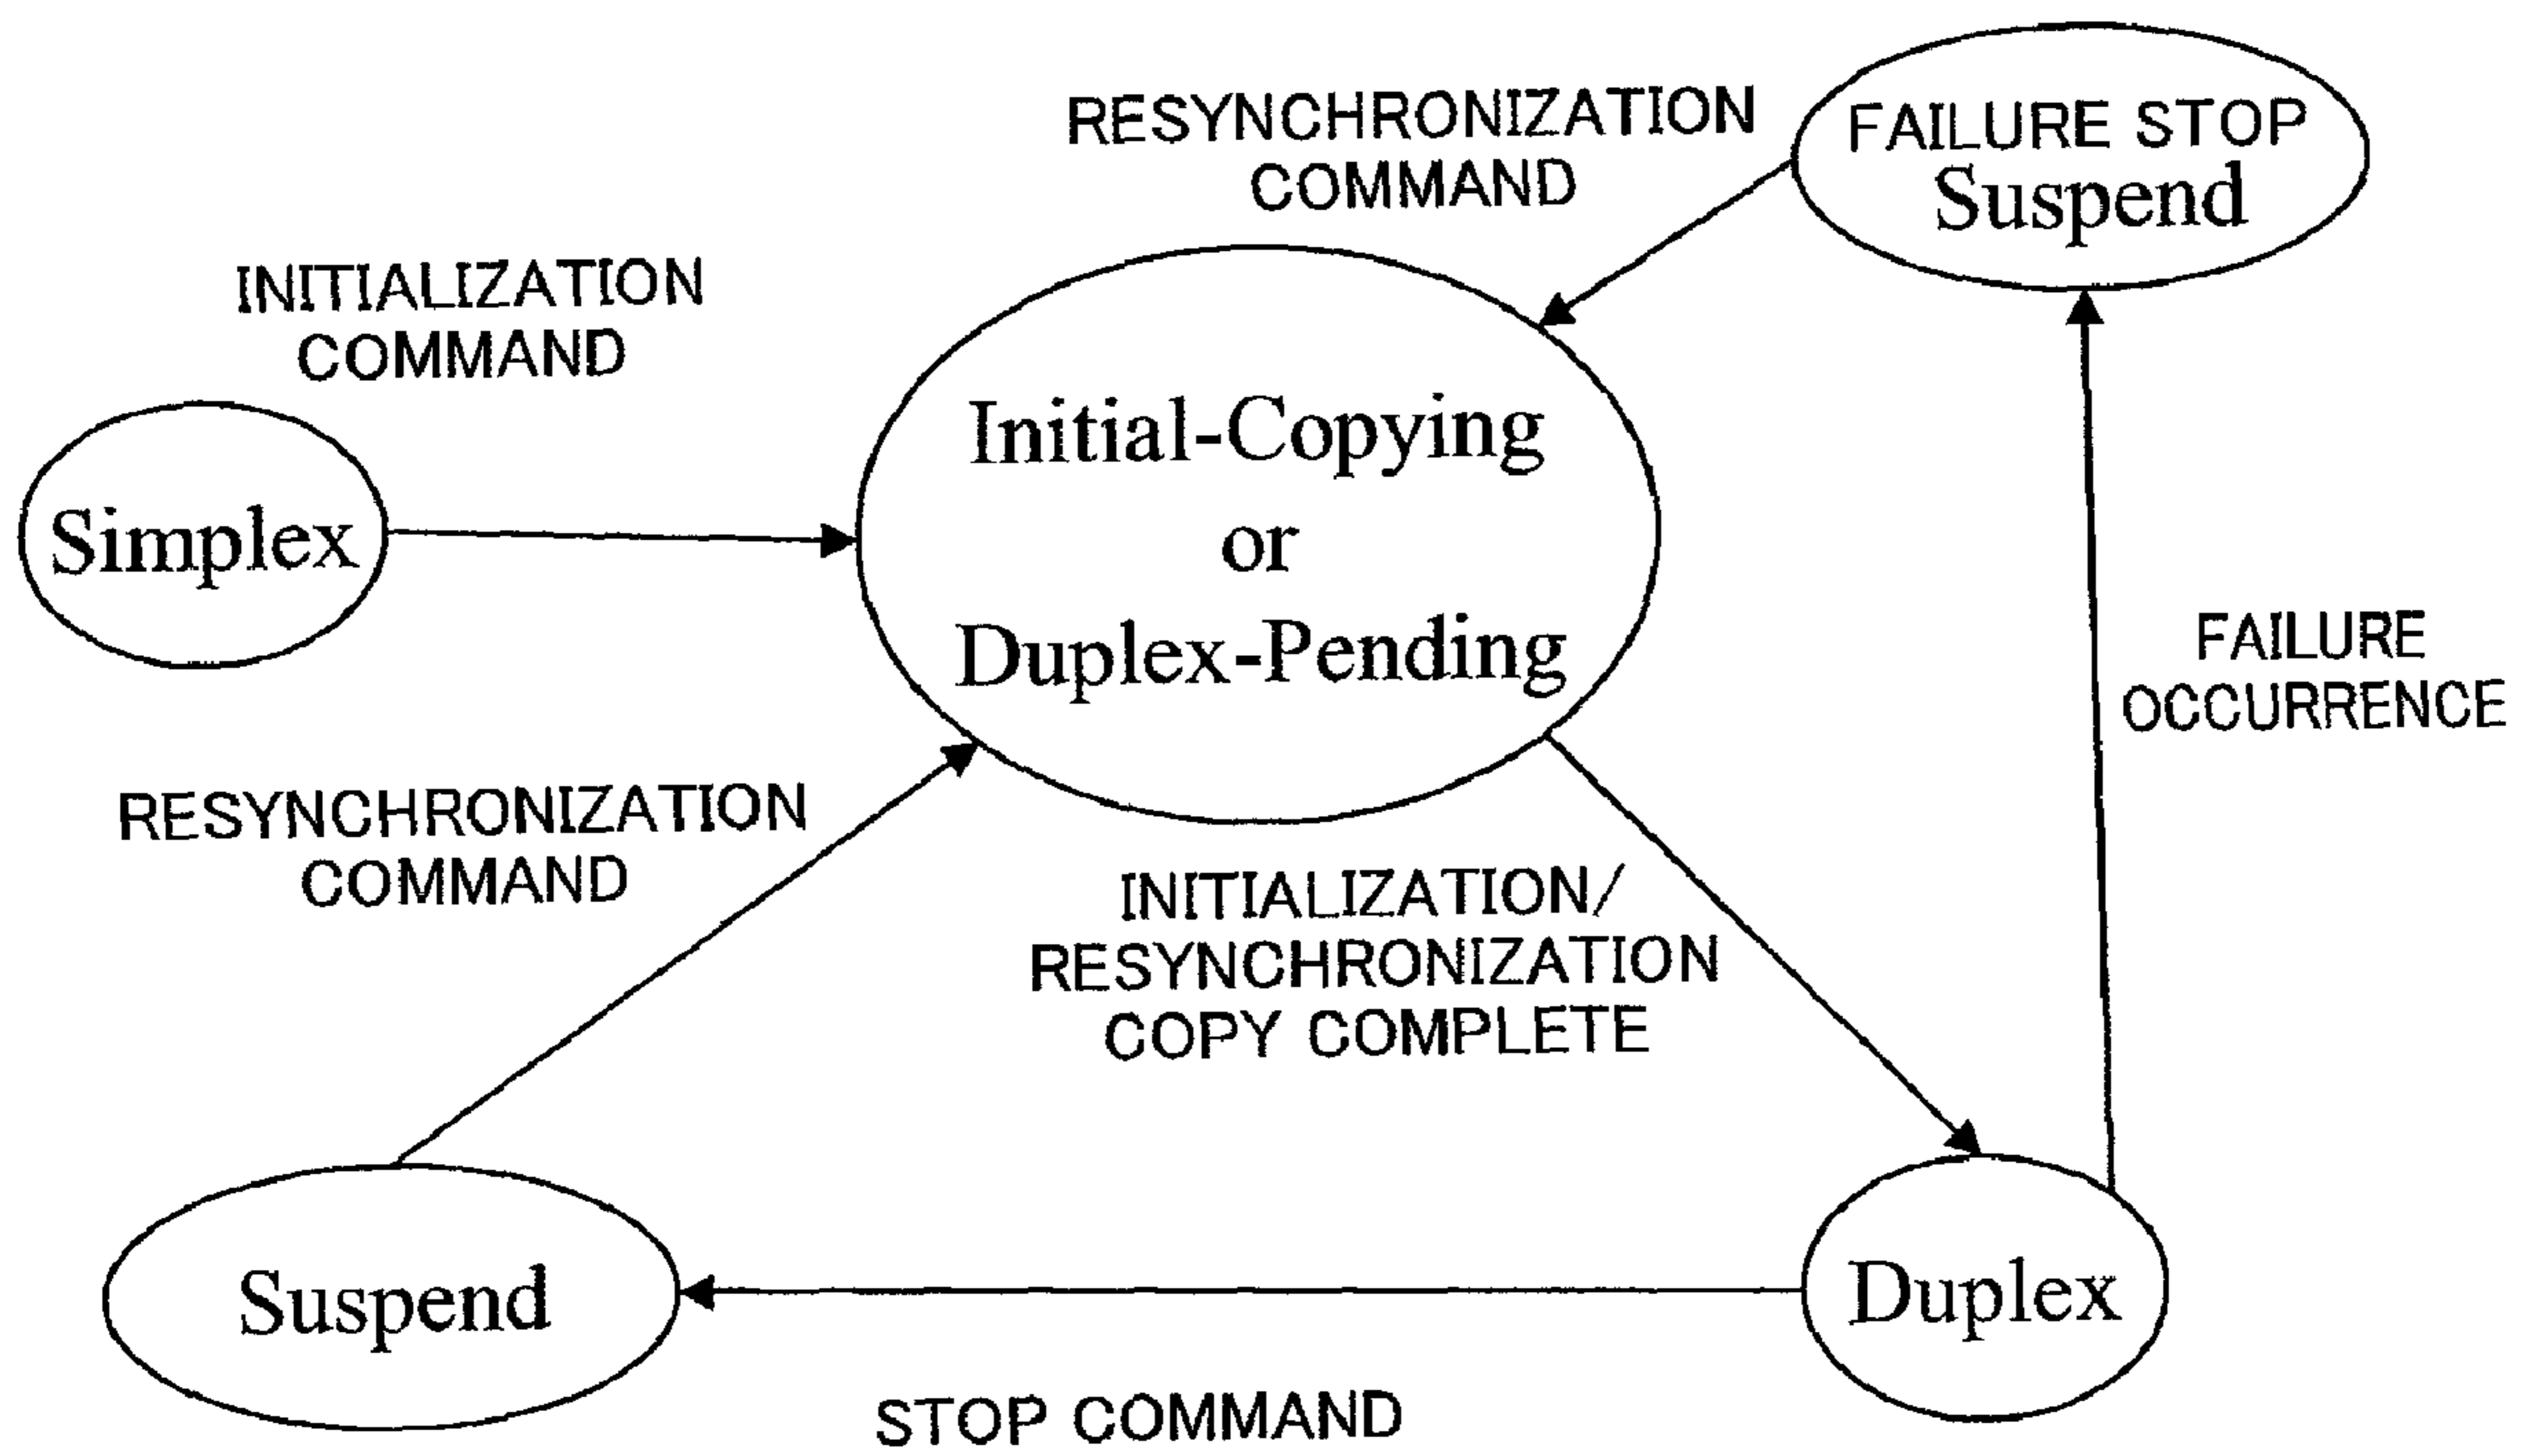 RESYNCHRONIZATION
COMMAND
FAILURE STOP
Suspend
INITIALIZATION
COMMAND
Simplex
Initial-Copying
or
Duplex-Pending
FAILURE
OCCURRENCE
RESYNCHRONIZATION
COMMAND
INITIALIZATION/
RESYNCHRONIZATION
COPY COMPLETE
Suspend
Duplex
STOP COMMAND